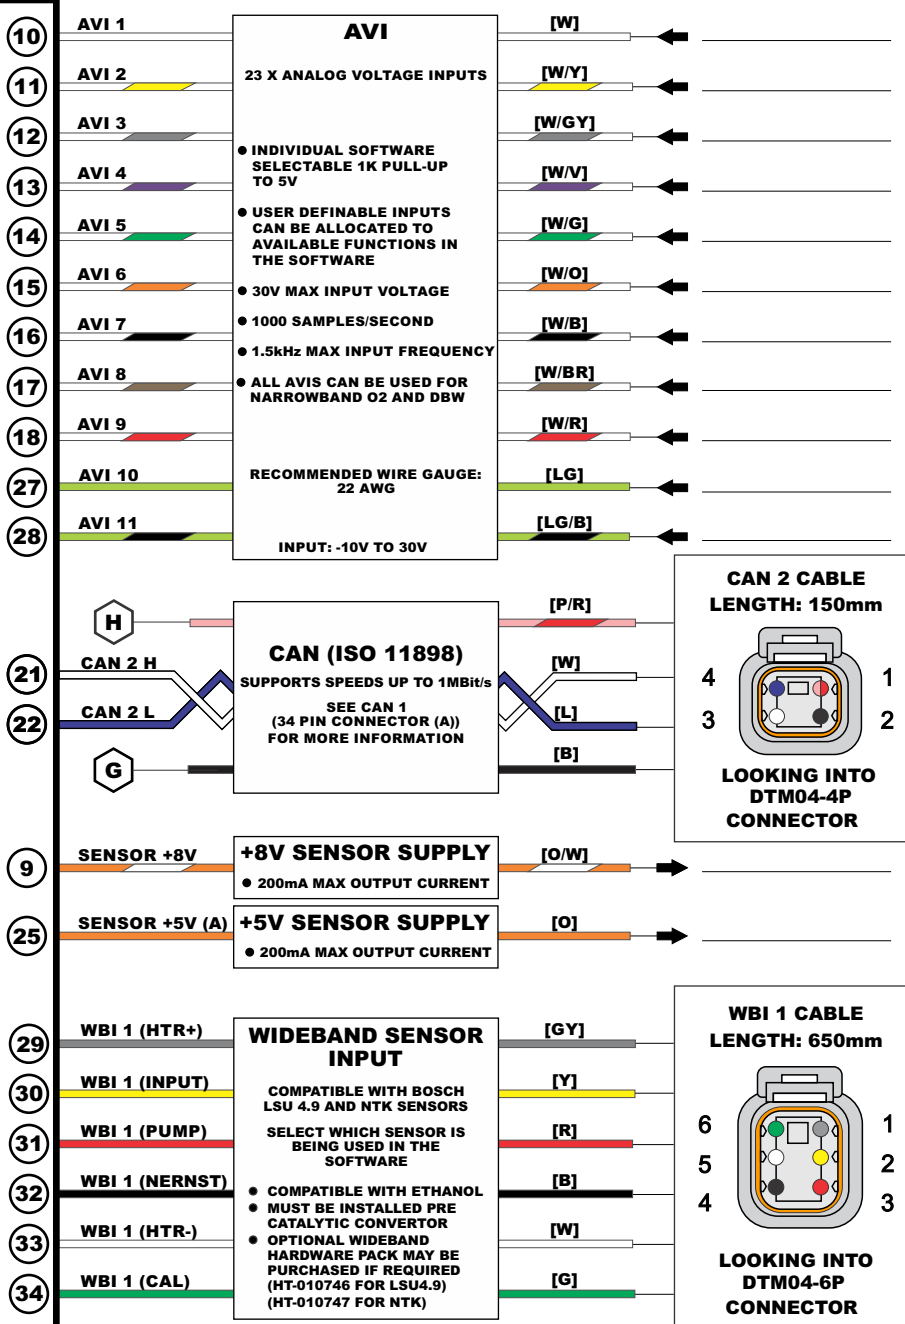 10 AVI 1 [W]
11 AVI 2 [W/Y]
12 AVI 3 [W/GY]
13 AVI 4 [W/V]
14 AVI 5 [W/G]
15 AVI 6 [W/O]
16 AVI 7 [W/B]
17 AVI 8 [W/BR]
18 AVI 9 [W/R]
27 AVI 10 [LG]
28 AVI 11 [LG/B]
AVI
23 X ANALOG VOLTAGE INPUTS
● INDIVIDUAL SOFTWARE
SELECTABLE 1K PULL-UP
TO 5V
● USER DEFINABLE INPUTS
CAN BE ALLOCATED TO
AVAILABLE FUNCTIONS IN
THE SOFTWARE
● 30V MAX INPUT VOLTAGE
● 1000 SAMPLES/SECOND
● 1.5kHz MAX INPUT FREQUENCY
● ALL AVIS CAN BE USED FOR
NARROWBAND O2 AND DBW
RECOMMENDED WIRE GAUGE:
22 AWG
INPUT: -10V TO 30V
H [P/R]
21 CAN 2 H [W]
22 CAN 2 L [L]
G [B]
CAN (ISO 11898)
SUPPORTS SPEEDS UP TO 1MBit/s
SEE CAN 1
(34 PIN CONNECTOR (A))
FOR MORE INFORMATION
CAN 2 CABLE
LENGTH: 150mm
4 1
3 2
LOOKING INTO
DTM04-4P
CONNECTOR
9 SENSOR +8V [O/W]
+8V SENSOR SUPPLY
● 200mA MAX OUTPUT CURRENT
25 SENSOR +5V (A) [O]
+5V SENSOR SUPPLY
● 200mA MAX OUTPUT CURRENT
29 WBI 1 (HTR+) [GY]
30 WBI 1 (INPUT) [Y]
31 WBI 1 (PUMP) [R]
32 WBI 1 (NERNST) [B]
33 WBI 1 (HTR-) [W]
34 WBI 1 (CAL) [G]
WIDEBAND SENSOR
INPUT
COMPATIBLE WITH BOSCH
LSU 4.9 AND NTK SENSORS
SELECT WHICH SENSOR IS
BEING USED IN THE
SOFTWARE
● COMPATIBLE WITH ETHANOL
● MUST BE INSTALLED PRE
CATALYTIC CONVERTOR
● OPTIONAL WIDEBAND
HARDWARE PACK MAY BE
PURCHASED IF REQUIRED
(HT-010746 FOR LSU4.9)
(HT-010747 FOR NTK)
WBI 1 CABLE
LENGTH: 650mm
6 1
5 2
4 3
LOOKING INTO
DTM04-6P
CONNECTOR